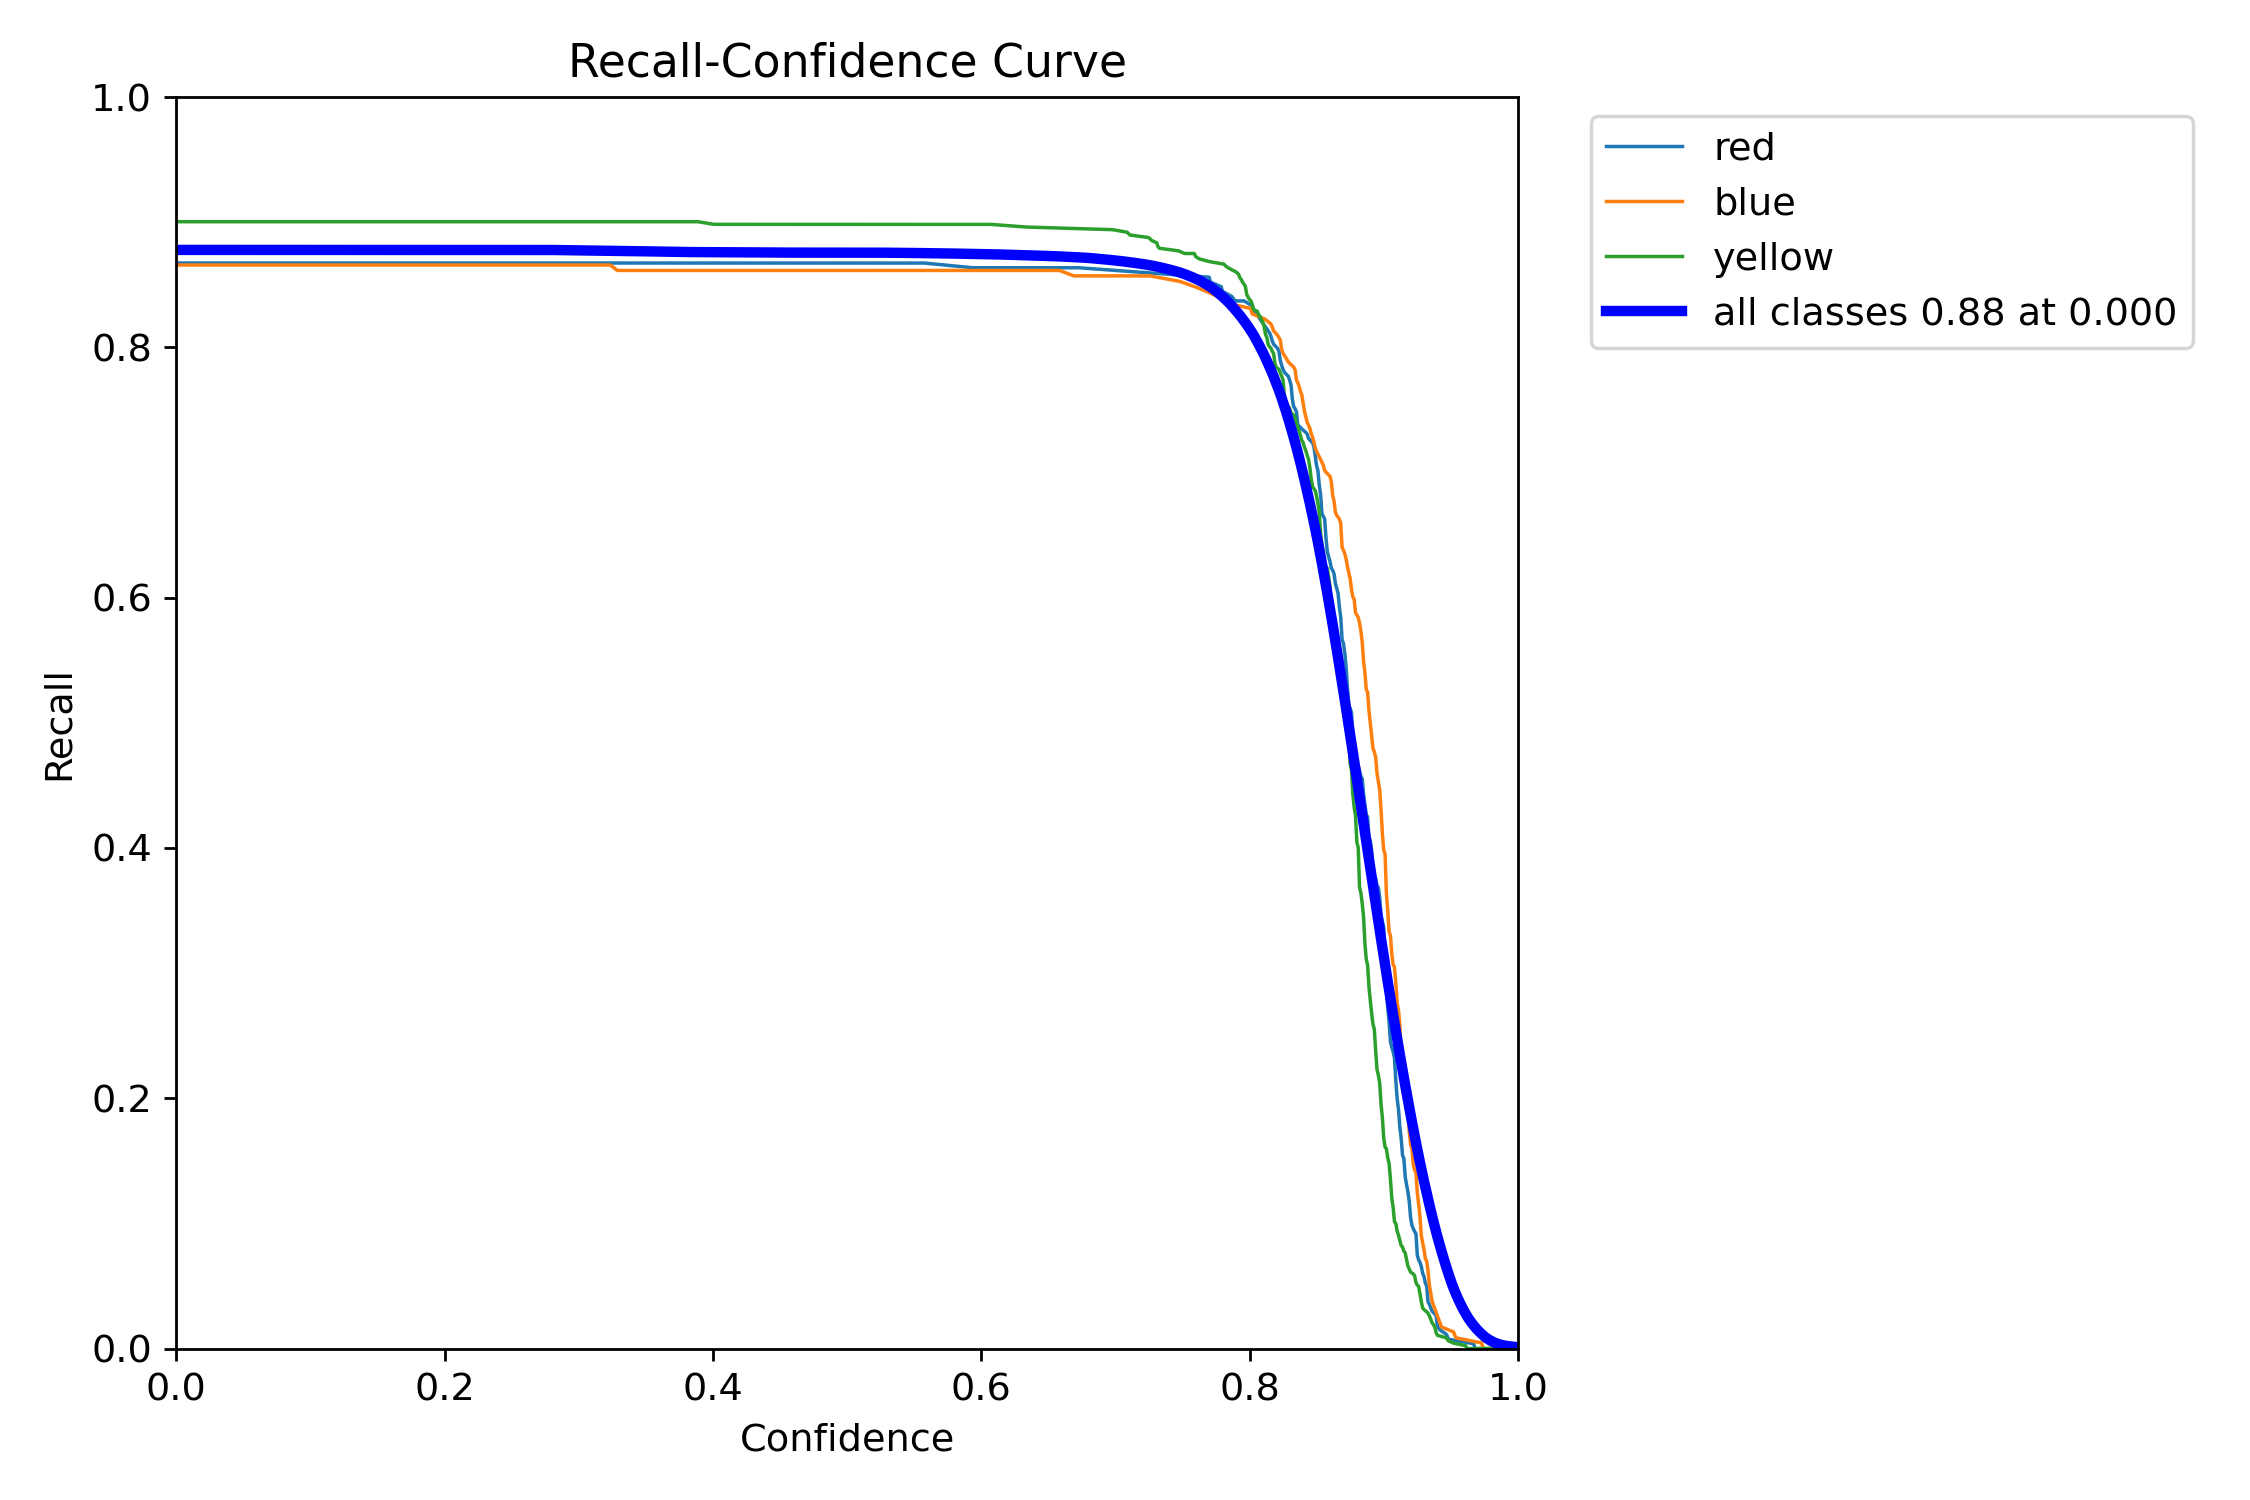 Recall-Confidence Curve
1.0
0.8
0.6
0.4
0.2
0.0
Recall
0.0 0.2 0.4 0.6 0.8 1.0
Confidence
red
blue
yellow
all classes 0.88 at 0.000